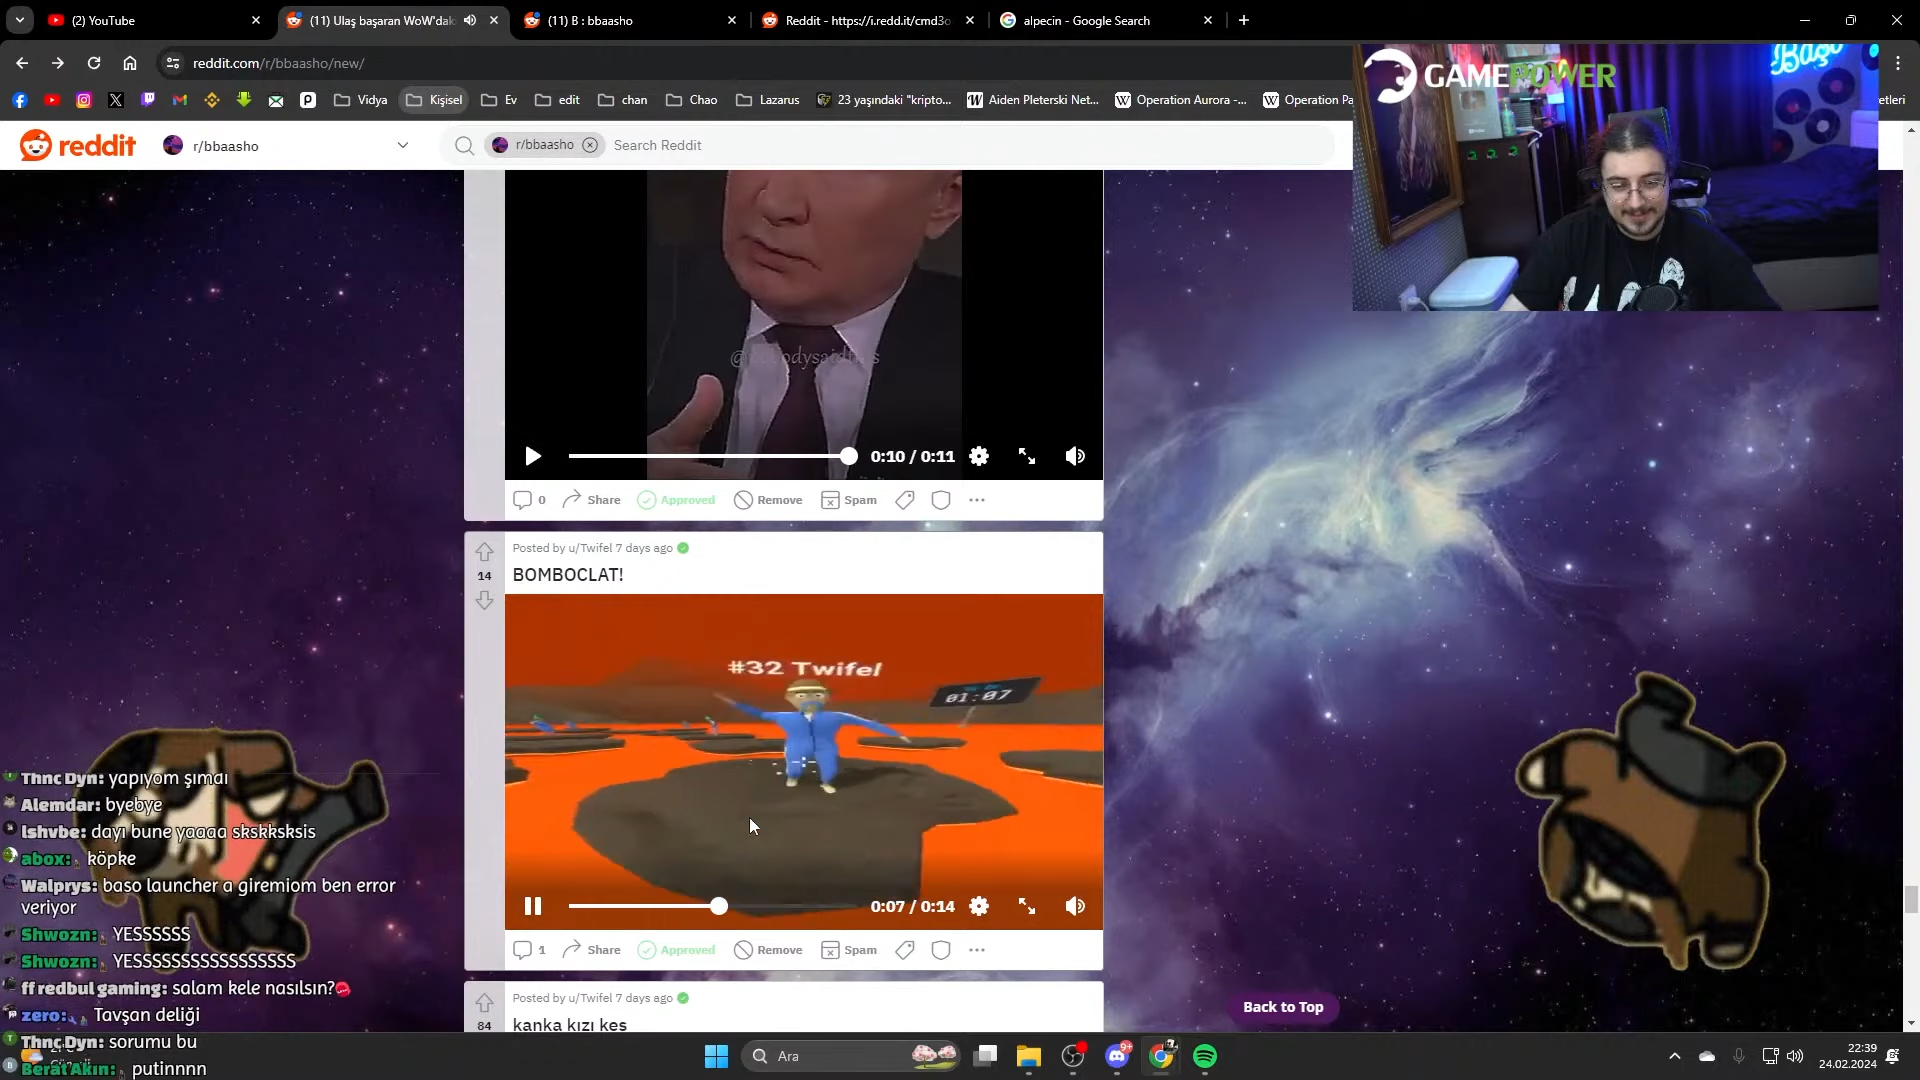 (2) YouTube
(11) Ulaş başaran WoW'dak
(11) B : bbaasho
Reddit - https://i.redd.it/cmd3o
alpecin - Google Search
reddit.com/r/bbaasho/new/
Vidya
Kişisel
Ev
edit
chan
Chao
Lazarus
23 yaşındaki "kripto...
Aiden Pleterski Net...
Operation Aurora -...
Operation Pa
etleri
GAMEPOWER
Başo
reddit
r/bbaasho
r/bbaasho
Search Reddit
0:10 / 0:11
0
Share
Approved
Remove
Spam
Posted by u/Twifel 7 days ago
14
BOMBOCLAT!
#32 Twifel
01:07
0:07 / 0:14
1
Share
Approved
Remove
Spam
Posted by u/Twifel 7 days ago
84
kanka kızı kes
Back to Top
Thnc Dyn: yapıyom şımdı
Alemdar: byebye
Ishvbe: dayı bune yaaaa skskksksis
abox: köpke
Walprys: baso launcher a giremiom ben error
veriyor
Shwozn: YESSSSSS
Shwozn: YESSSSSSSSSSSSSSSSS
ff redbul gaming: salam kele nasılsın?
zero: Tavşan deliği
Thnc Dyn: sorumu bu
Berat Akın: putinnnn
Ara
9+
22:39
24.02.2024